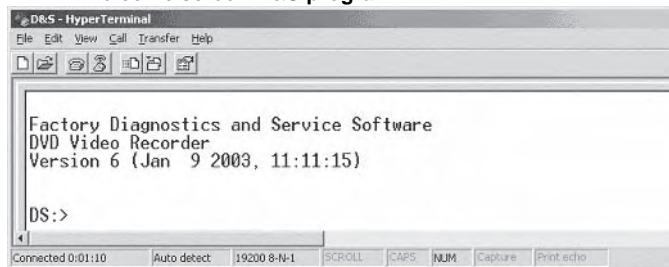 D&S - HyperTerminal
File Edit View Call Transfer Help
Factory Diagnostics and Service Software
DVD Video Recorder
Version 6 (Jan 9 2003, 11:11:15)
DS:>
Connected 0:01:10 Auto detect 19200 8-N-1 SCROLL CAPS NUM Capture Print echo